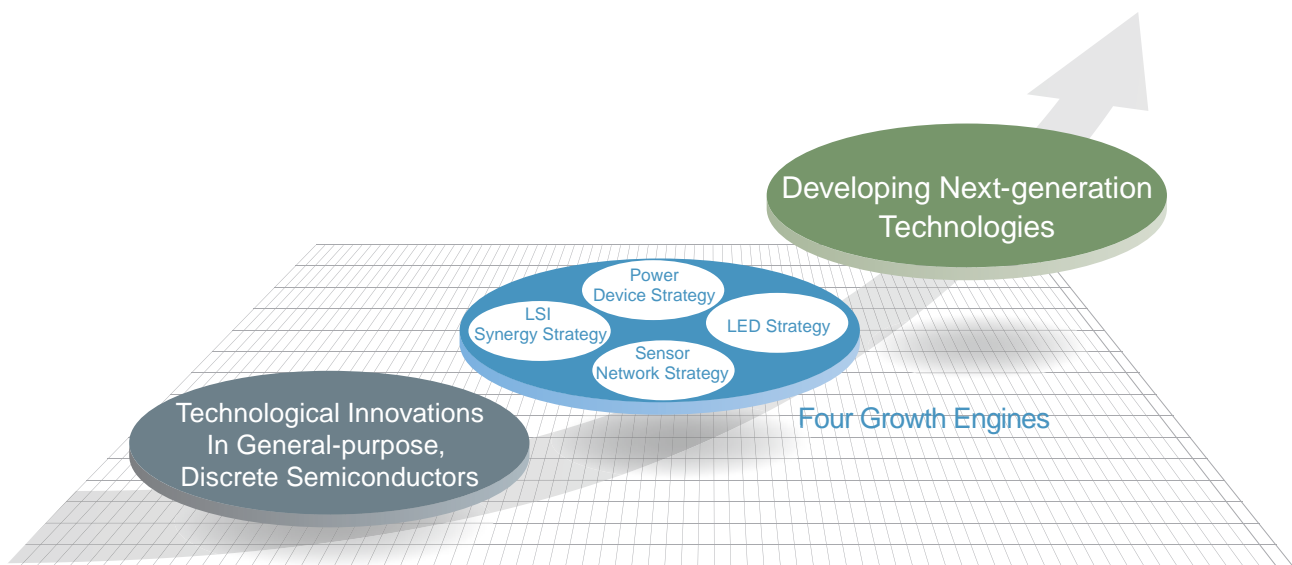 Developing Next-generation
Technologies
Power
Device Strategy
LSI
Synergy Strategy
LED Strategy
Sensor
Network Strategy
Four Growth Engines
Technological Innovations
In General-purpose,
Discrete Semiconductors